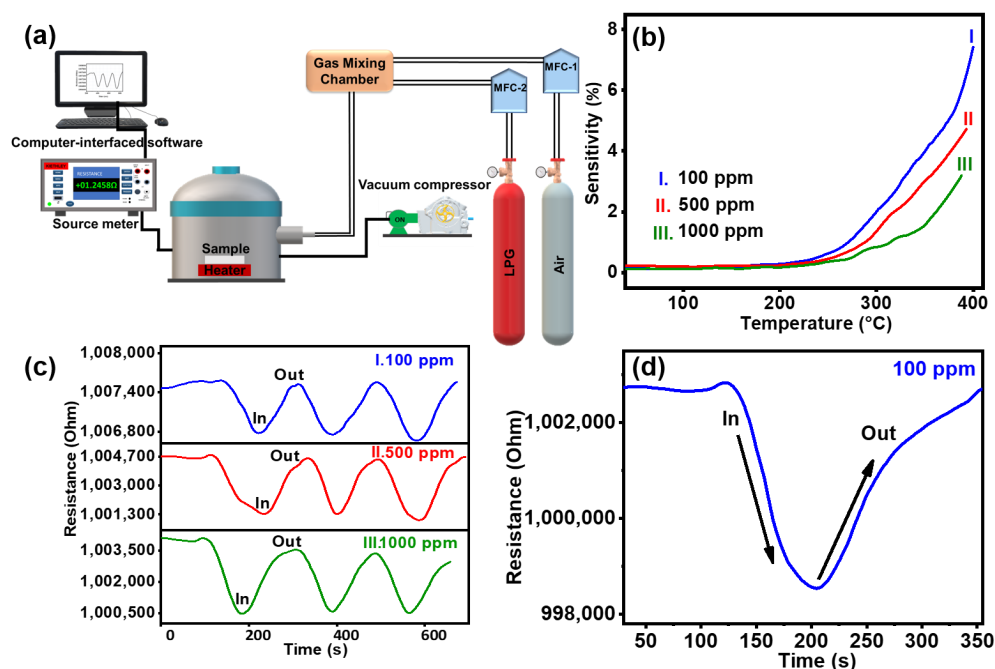 (a)
Gas Mixing
Chamber
MFC-1
MFC-2
Computer-interfaced software
RESISTANCE
+01.2458Ω
Source meter
Vacuum compressor
ON
Sample
Heater
LPG
Air
(b)
8
6
4
2
0
Sensitivity (%)
I
II
III
I. 100 ppm
II. 500 ppm
III. 1000 ppm
100
200
300
400
Temperature (°C)
(c)
Resistance (Ohm)
1,008,000
1,007,400
1,006,800
I.100 ppm
In
Out
1,004,700
1,003,000
1,001,300
II.500 ppm
In
Out
1,003,500
1,002,000
1,000,500
III.1000 ppm
In
Out
0
200
400
600
Time (s)
(d)
100 ppm
Resistance (Ohm)
1,002,000
1,000,000
998,000
In
Out
50
100
150
200
250
300
350
Time (s)